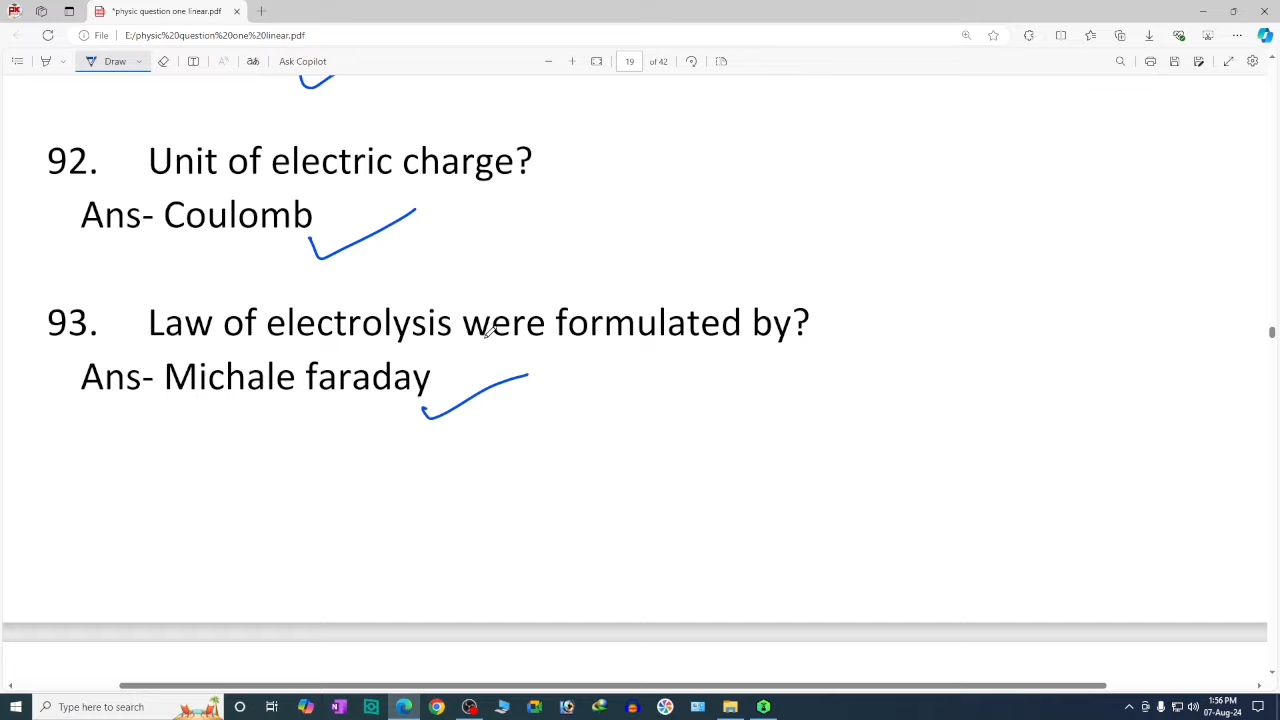 *physic question one linear.pdf
File E:/physic%20question%20one%20linear.pdf
Draw Ask Copilot 19 of 42
92. Unit of electric charge?
Ans- Coulomb
93. Law of electrolysis were formulated by?
Ans- Michale faraday
Type here to search
1:56 PM
07-Aug-24